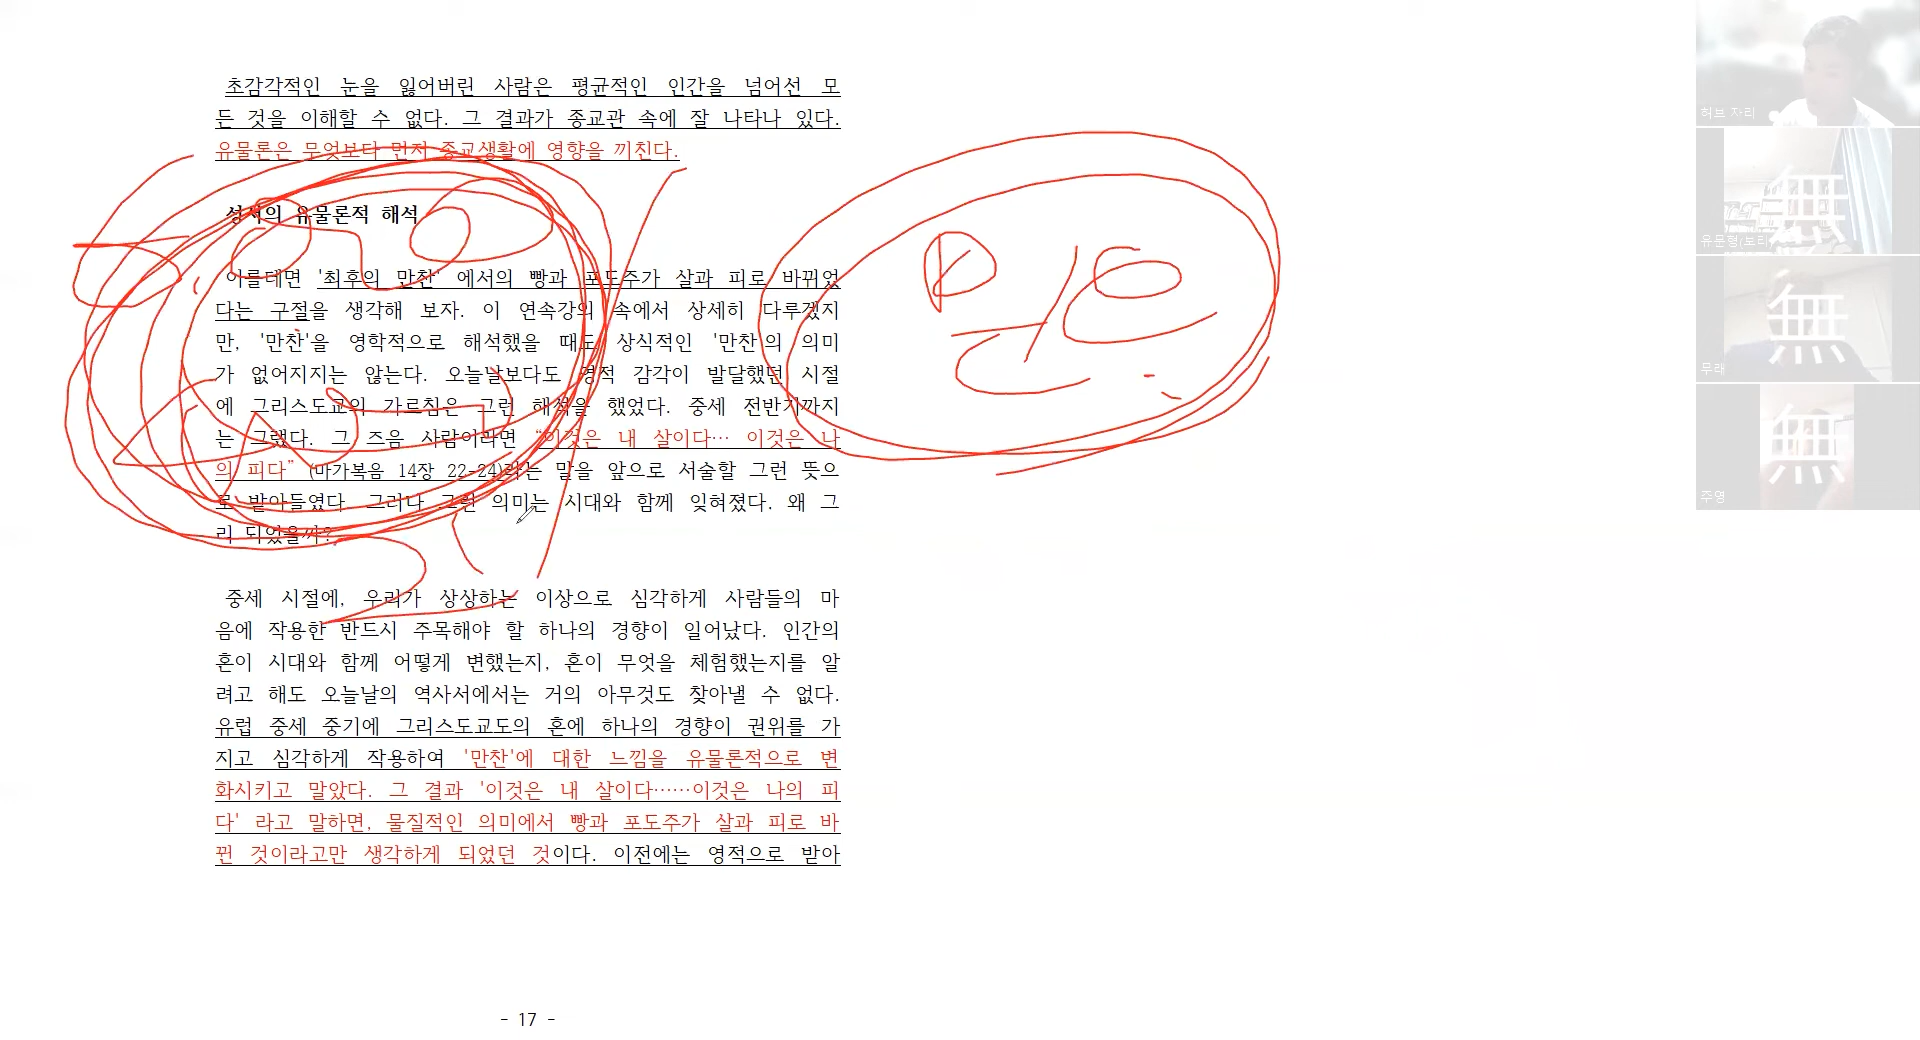 초감각적인 눈을 잃어버린 사람은 평균적인 인간을 넘어선 모
든 것을 이해할 수 없다. 그 결과가 종교관 속에 잘 나타나 있다.
유물론은 무엇보다 먼저 종교생활에 영향을 끼친다.
성서의 유물론적 해석
이를테면 '최후의 만찬' 에서의 빵과 포도주가 살과 피로 바뀌었
다는 구절을 생각해 보자. 이 연속강의 속에서 상세히 다루겠지
만, '만찬'을 영학적으로 해석했을 때도 상식적인 '만찬'의 의미
가 없어지지는 않는다. 오늘날보다도 영적 감각이 발달했던 시절
에 그리스도교의 가르침은 그런 해석을 했었다. 중세 전반기까지
는 그랬다. 그 즈음 사람이라면 “이것은 내 살이다… 이것은 나
의 피다” (마가복음 14장 22-24)라는 말을 앞으로 서술할 그런 뜻으
로 받아들였다. 그러나 그런 의미는 시대와 함께 잊혀졌다. 왜 그
리 되었을까?
중세 시절에, 우리가 상상하는 이상으로 심각하게 사람들의 마
음에 작용한 반드시 주목해야 할 하나의 경향이 일어났다. 인간의
혼이 시대와 함께 어떻게 변했는지, 혼이 무엇을 체험했는지를 알
려고 해도 오늘날의 역사서에서는 거의 아무것도 찾아낼 수 없다.
유럽 중세 중기에 그리스도교도의 혼에 하나의 경향이 권위를 가
지고 심각하게 작용하여 '만찬'에 대한 느낌을 유물론적으로 변
화시키고 말았다. 그 결과 '이것은 내 살이다……이것은 나의 피
다' 라고 말하면, 물질적인 의미에서 빵과 포도주가 살과 피로 바
뀐 것이라고만 생각하게 되었던 것이다. 이전에는 영적으로 받아
- 17 -
허브 자리
無
유문형(보리
無
무래
無
주영